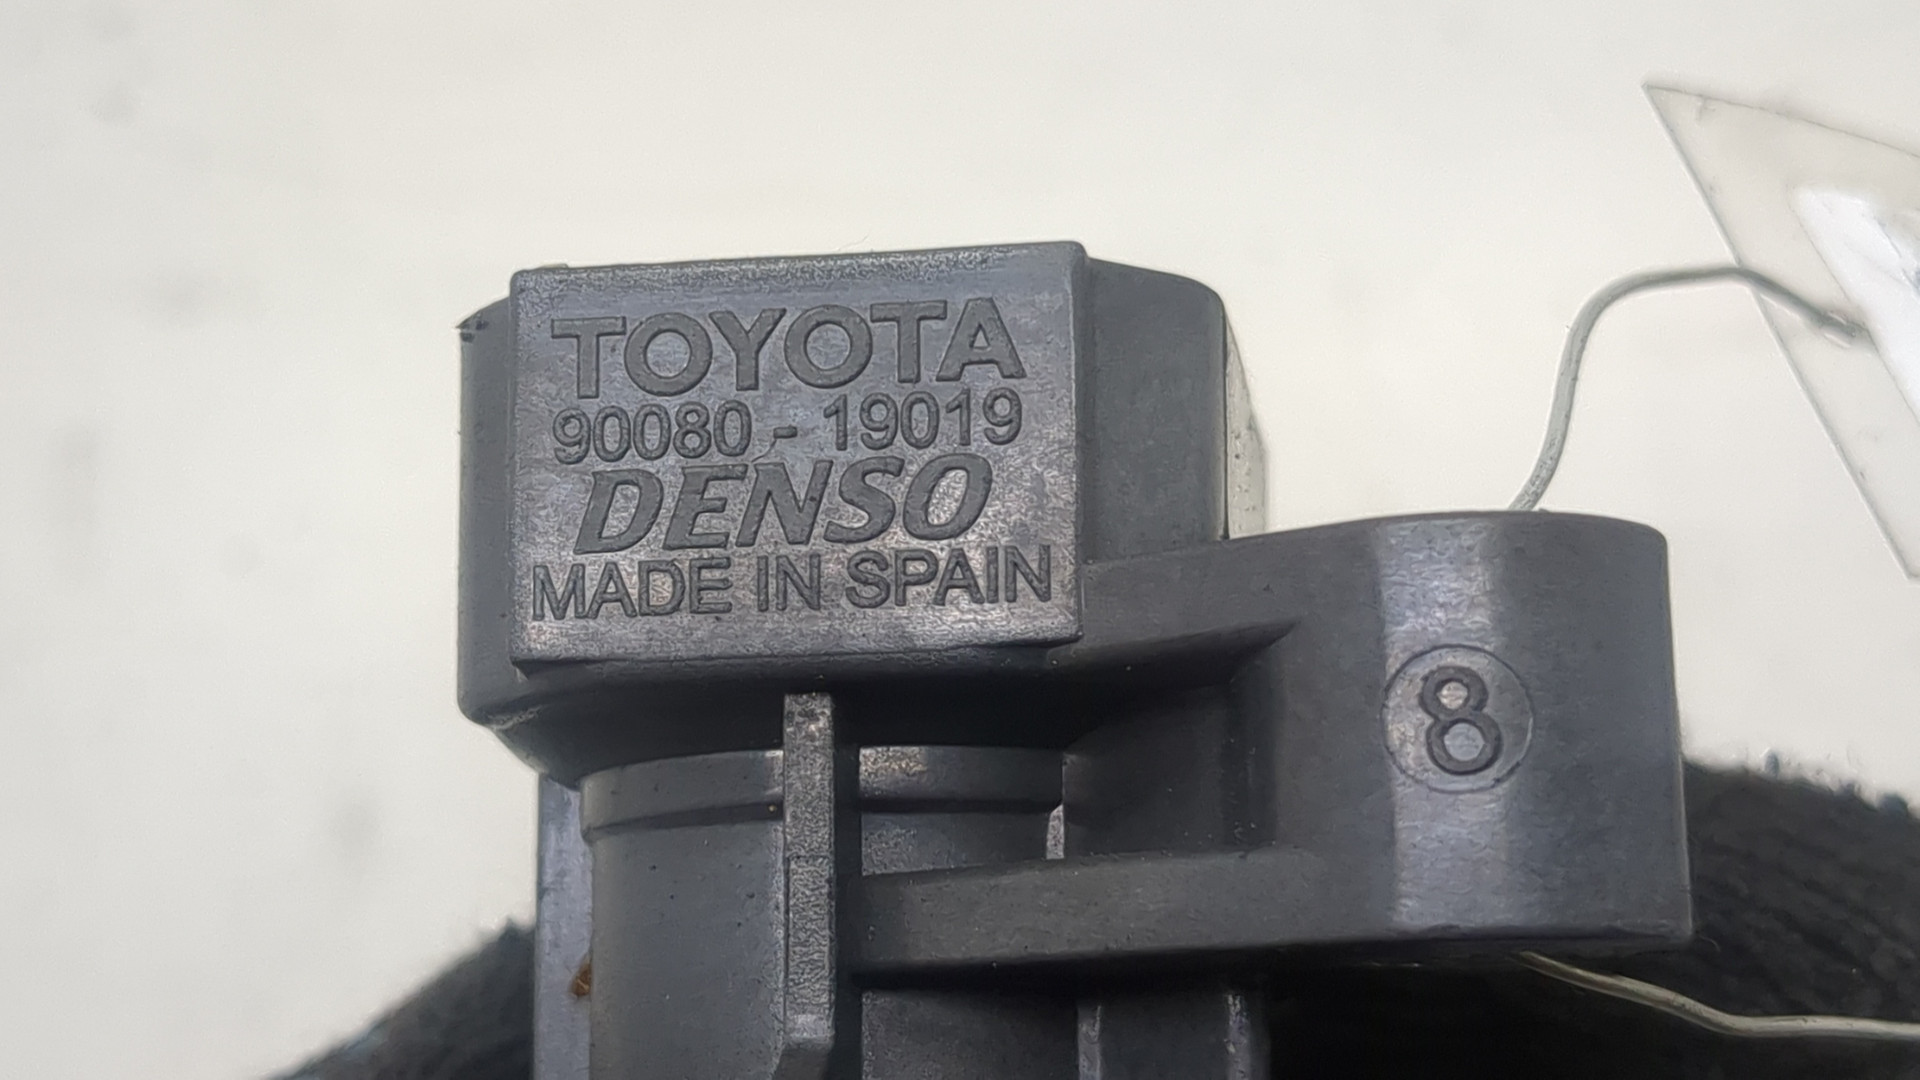 TOYOTA
90080-19019
DENSO
MADE IN SPAIN
8